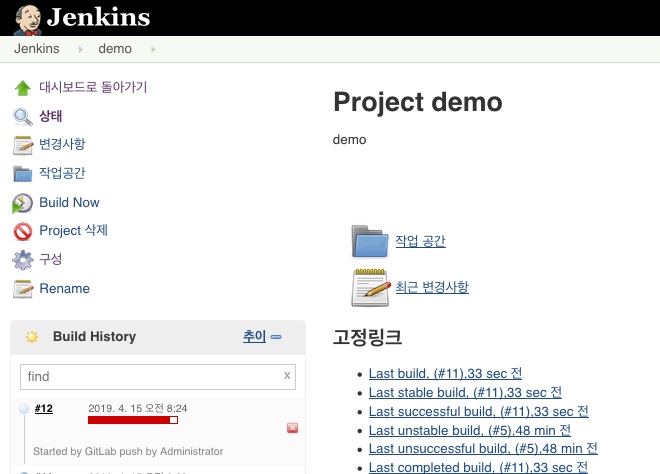 Jenkins
Jenkins demo
대시보드로 돌아가기
상태
변경사항
작업공간
Build Now
Project 삭제
구성
Rename
Build History 추이
find x
#12 2019. 4. 15 오전 8:24
Started by GitLab push by Administrator
Project demo
demo
작업 공간
최근 변경사항
고정링크
Last build, (#11),33 sec 전
Last stable build, (#11),33 sec 전
Last successful build, (#11),33 sec 전
Last unstable build, (#5),48 min 전
Last unsuccessful build, (#5),48 min 전
Last completed build, (#11),33 sec 전